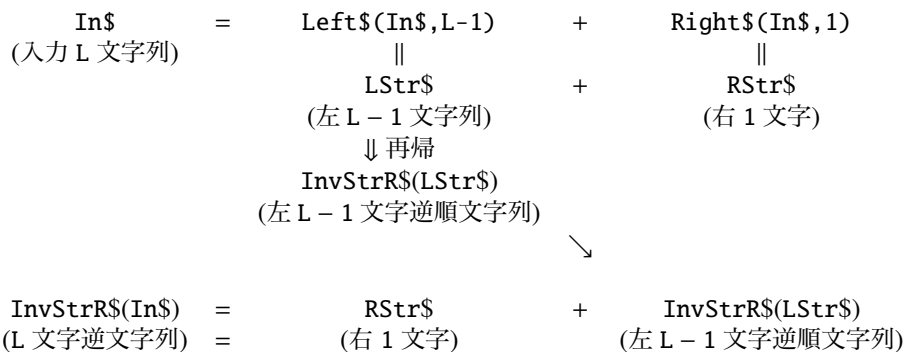 In$ = Left$(In$,L-1) + Right$(In$,1)
(入力 L 文字列) ∥ ∥
LStr$ + RStr$
(左 L − 1 文字列) (右 1 文字)
⇓ 再帰
InvStrR$(LStr$)
(左 L − 1 文字逆順文字列)
↘
InvStrR$(In$) = RStr$ + InvStrR$(LStr$)
(L 文字逆文字列) = (右 1 文字) (左 L − 1 文字逆順文字列)